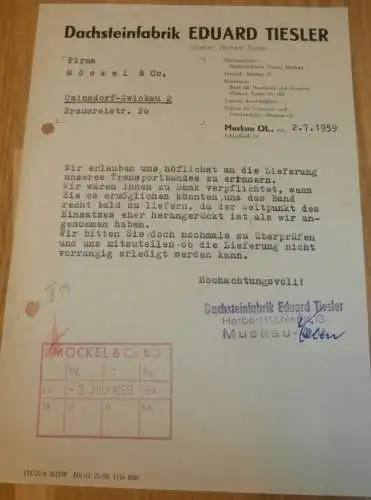 Dachsteinfabrik EDUARD TIESLER
Firma
Möckel & Co.
Cainsdorf-Zwickau 2
Muskau OL., den 2.7.1959
Wir erlauben uns höflichst an die Lieferung
unseres Transportbandes zu erinnern.
Wir wären Ihnen zu Dank verpflichtet, wenn
Sie es ermöglichen könnten, uns das Band
recht bald zu liefern, da der Zeitpunkt des
Einsatzes eher herangerückt ist als wir an-
genommen haben.
Wir bitten Sie doch nochmals zu überprüfen
und uns mitzuteilen, ob die Lieferung nicht
vorrangig erledigt werden kann.
Hochachtungsvoll!
Dachsteinfabrik Eduard Tiesler
Muskau
MÖCKEL & Co. KG
- 3. JULI 1959